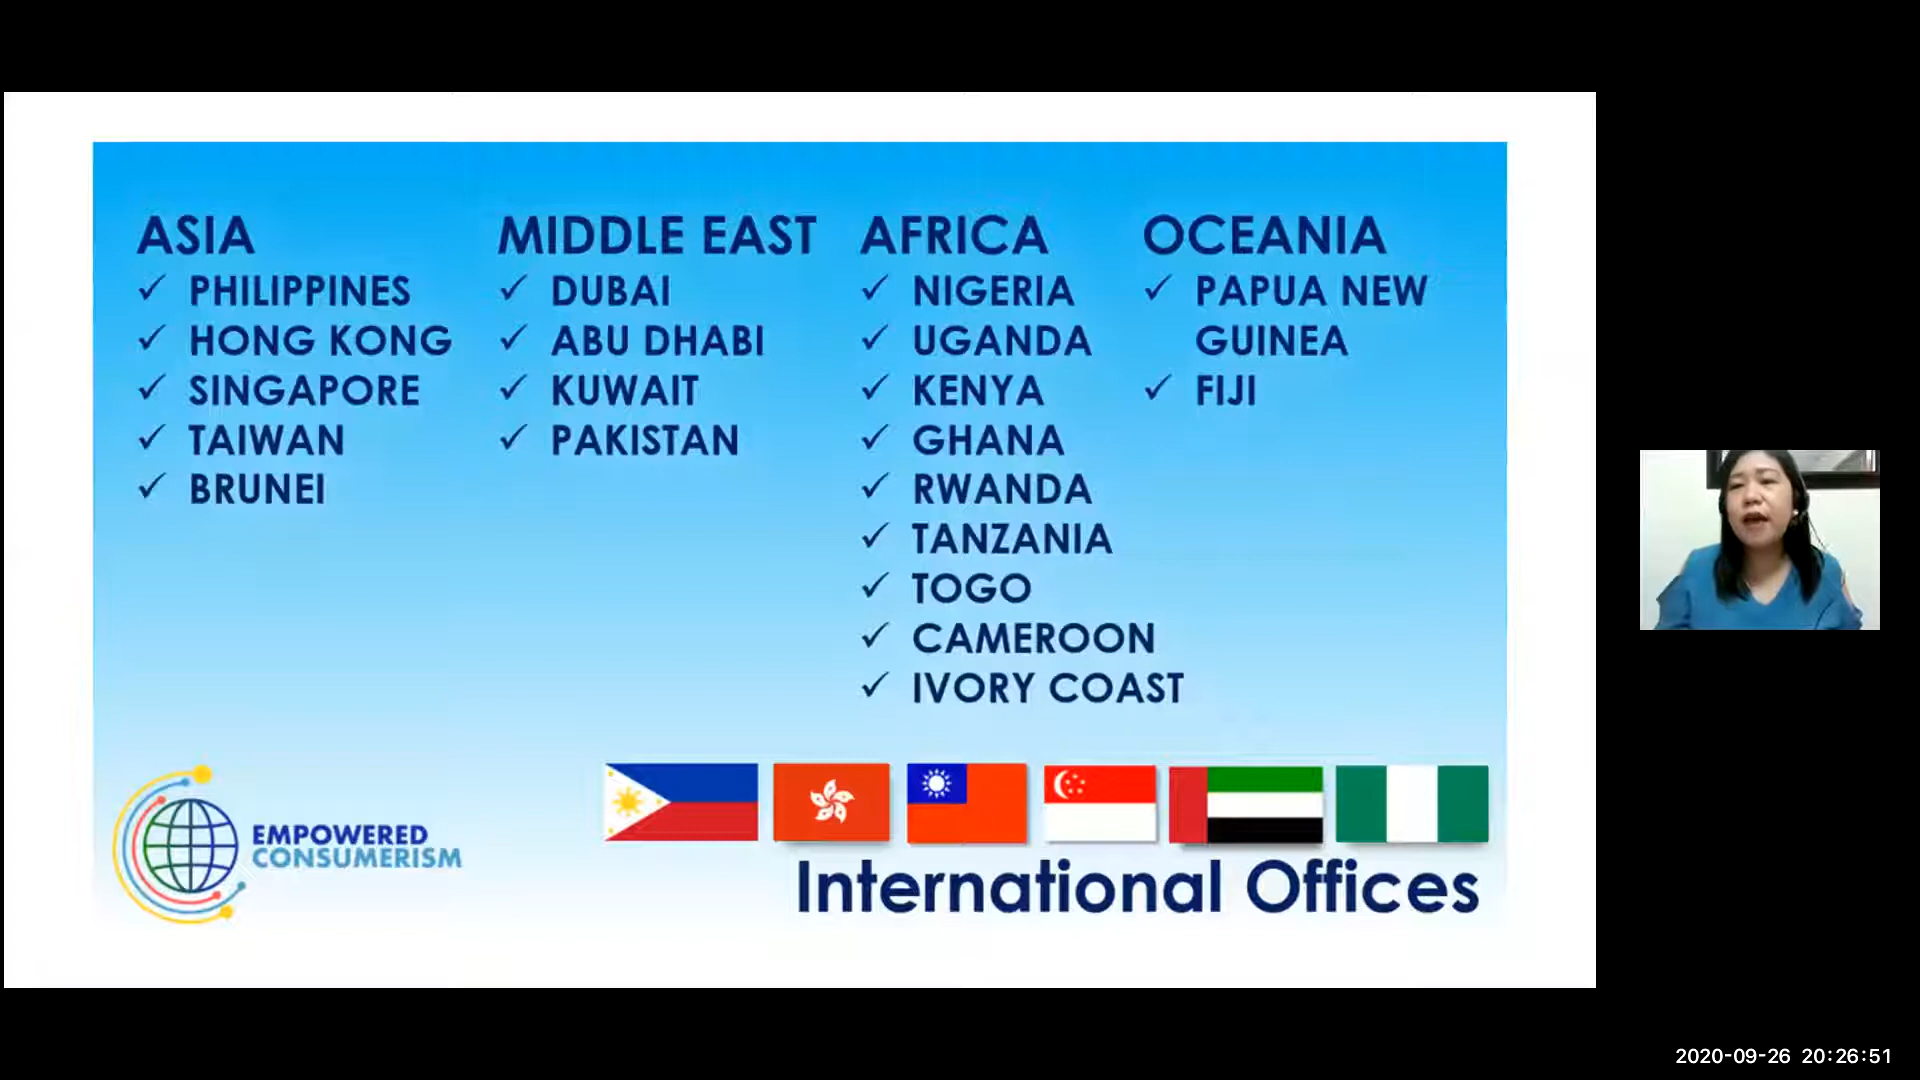 ASIA
PHILIPPINES
HONG KONG
SINGAPORE
TAIWAN
BRUNEI
MIDDLE EAST
DUBAI
ABU DHABI
KUWAIT
PAKISTAN
AFRICA
NIGERIA
UGANDA
KENYA
GHANA
RWANDA
TANZANIA
TOGO
CAMEROON
IVORY COAST
OCEANIA
PAPUA NEW
GUINEA
FIJI
EMPOWERED
CONSUMERISM
International Offices
2020-09-26 20:26:51